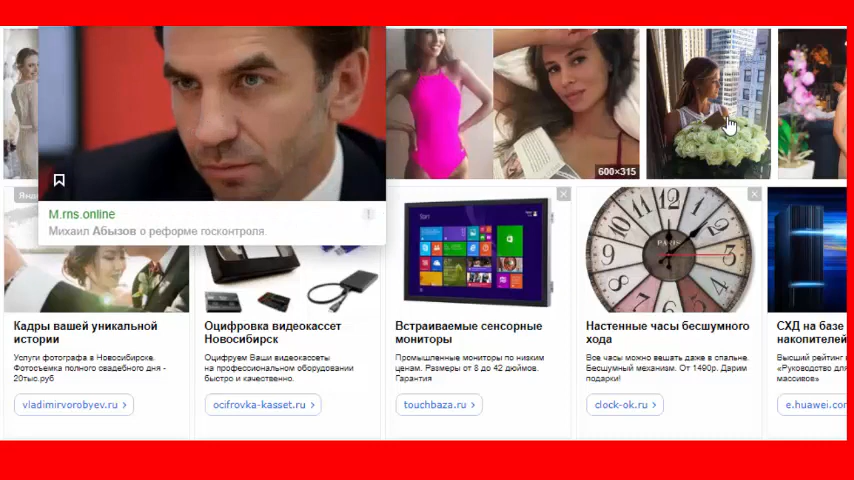 600×315
M.rns.online
Михаил Абызов о реформе госконтроля.
Янд
Start
PARIS
Кадры вашей уникальной
истории
Услуги фотографа в Новосибирске.
Фотосъемка полного свадебного дня -
20тыс.руб
vladimirvorobyev.ru >
Оцифровка видеокассет
Новосибирск
Оцифруем Ваши видеокассеты
на профессиональном оборудовании
быстро и качественно.
ocifrovka-kasset.ru >
Встраиваемые сенсорные
мониторы
Промышленные мониторы по низким
ценам. Размеры от 8 до 42 дюймов.
Гарантия
touchbaza.ru >
Настенные часы бесшумного
хода
Все часы можно вешать даже в спальне.
Бесшумный механизм. От 1490р. Дарим
подарки!
clock-ok.ru >
СХД на базе
накопителей
Высший рейтинг
«Руководство для
массивов»
e.huawei.com